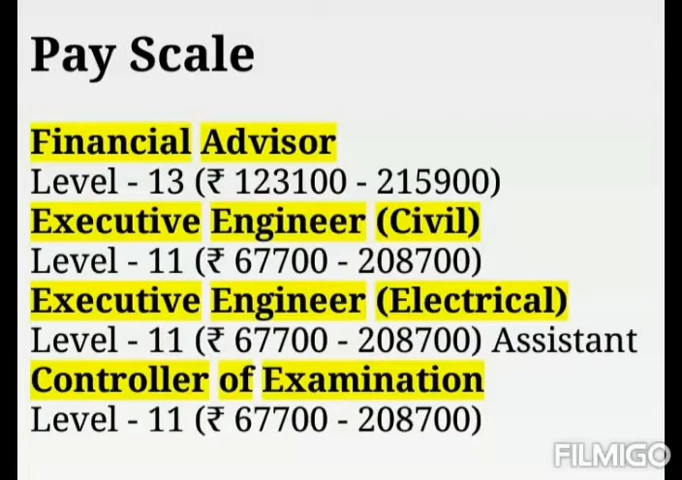 Pay Scale
Financial Advisor
Level - 13 (₹ 123100 - 215900)
Executive Engineer (Civil)
Level - 11 (₹ 67700 - 208700)
Executive Engineer (Electrical)
Level - 11 (₹ 67700 - 208700) Assistant
Controller of Examination
Level - 11 (₹ 67700 - 208700)
FILMIGO